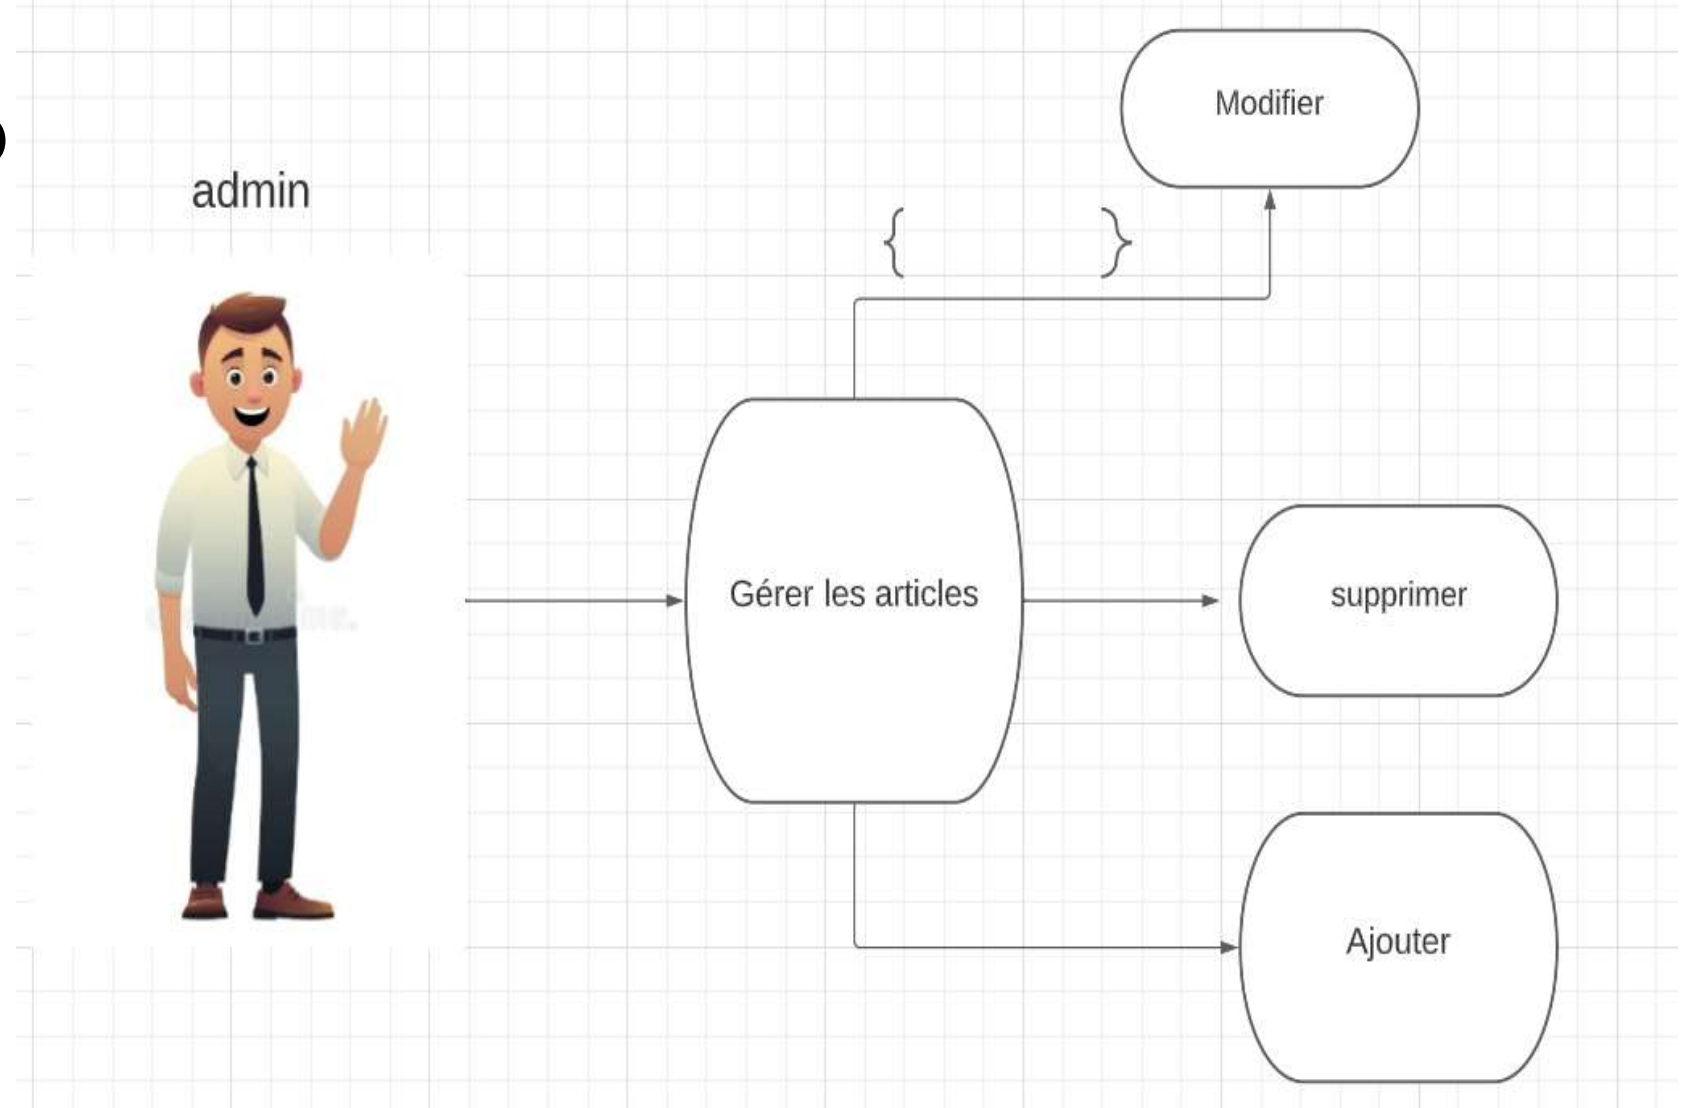 Modifier
admin
{ }
Gérer les articles
supprimer
Ajouter